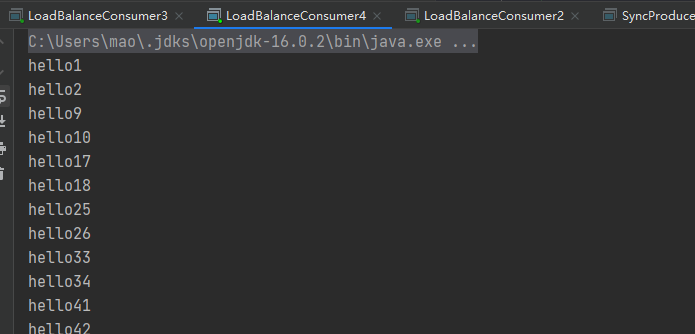 LoadBalanceConsumer3 LoadBalanceConsumer4 LoadBalanceConsumer2 SyncProduce
C:\Users\mao\.jdks\openjdk-16.0.2\bin\java.exe ...
hello1
hello2
hello9
hello10
hello17
hello18
hello25
hello26
hello33
hello34
hello41
hello42